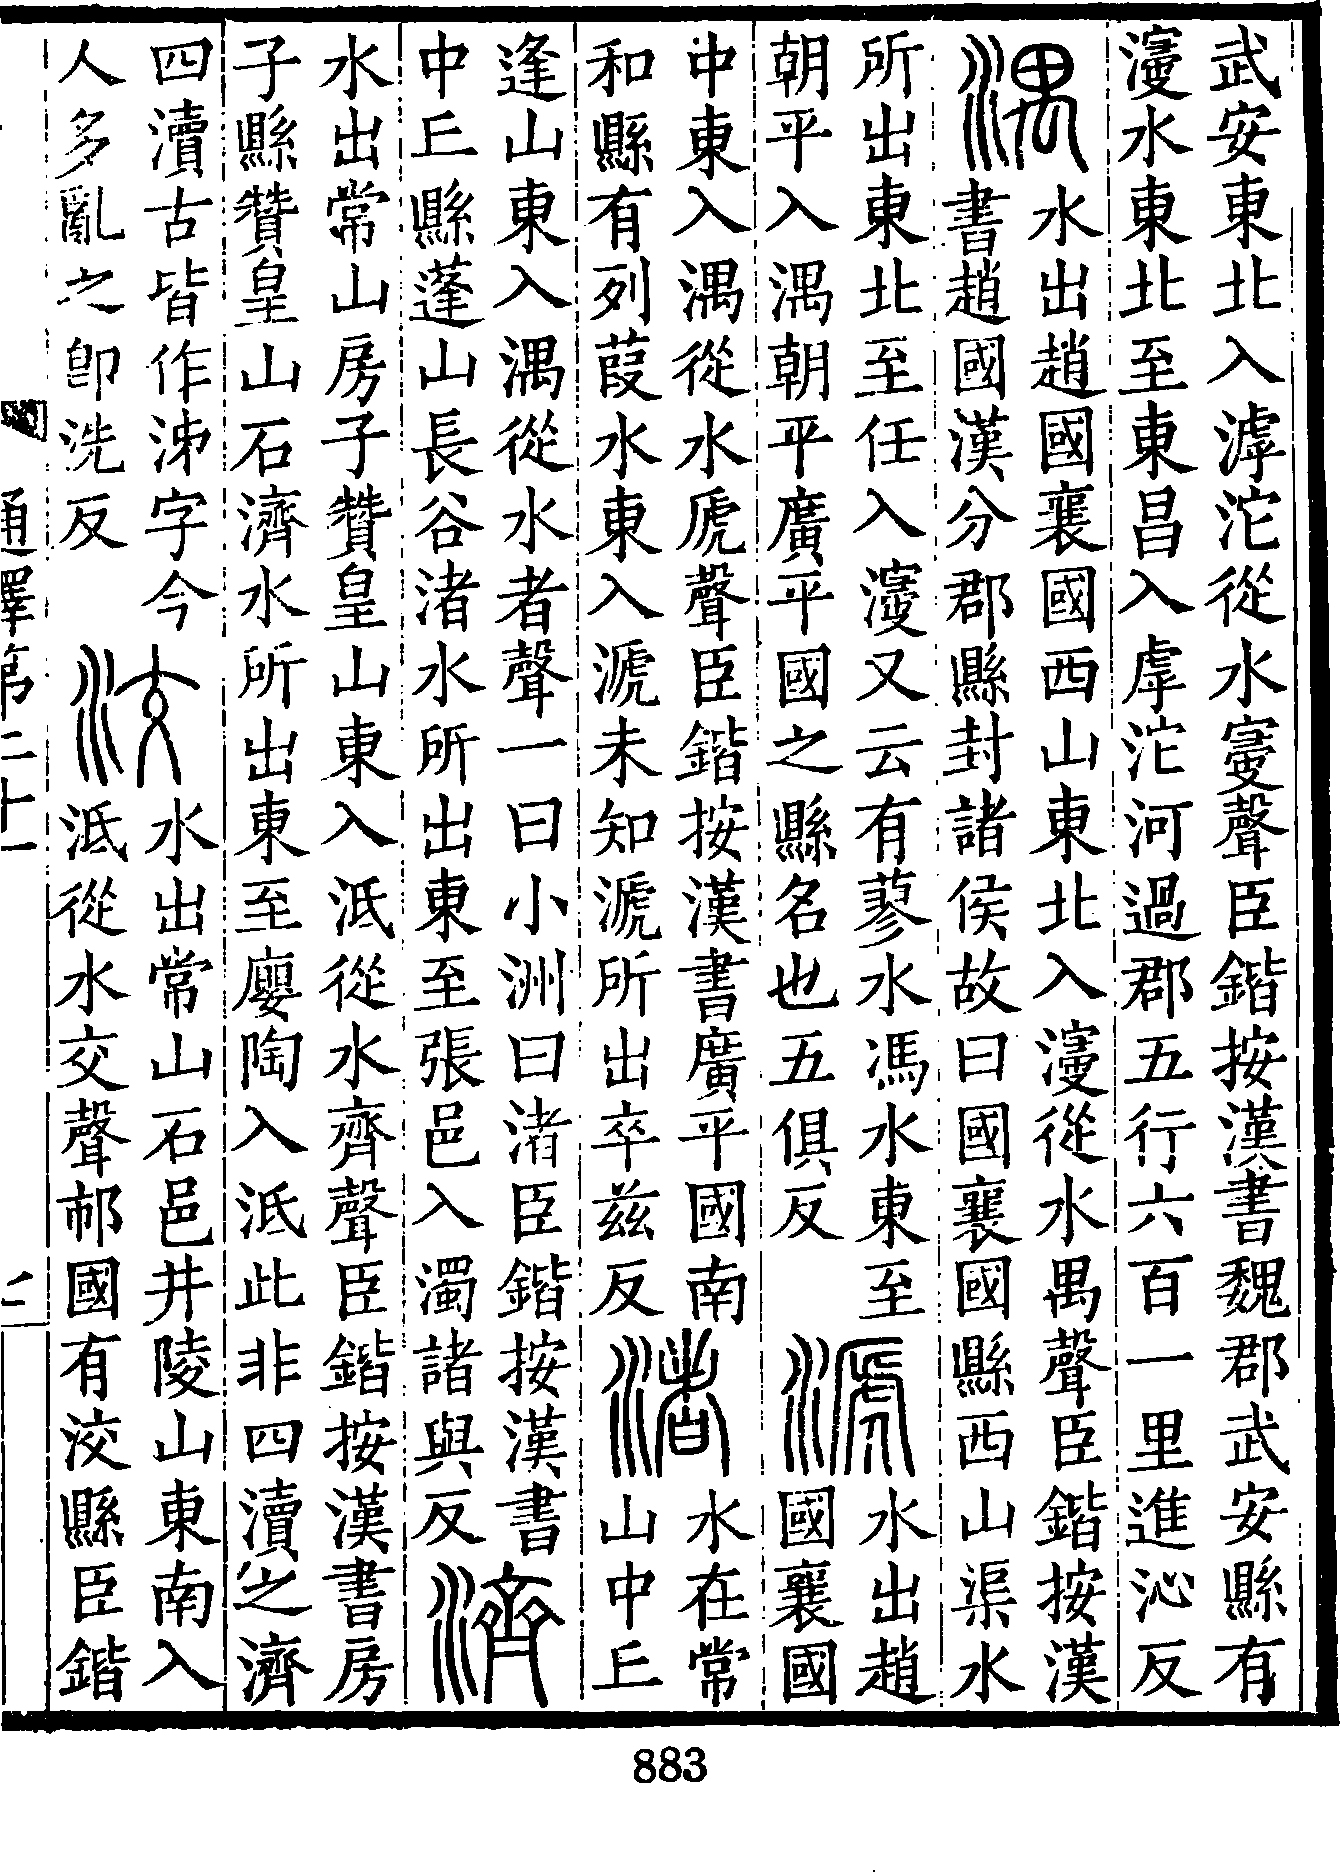 武安東北入滹沱從水𡪢聲臣鍇按漢書魏郡武安縣有
濅水東北至東昌入虖沱河過郡五行六百一里進沁反
湡
水出趙國襄國西山東北入濅從水禺聲臣鍇按漢
書趙國漢分郡縣封諸侯故曰國襄國縣西山渠水
所出東北至任入濅又云有蓼水馮水東至
朝平入湡朝平廣平國之縣名也五俱反
㴲
水出趙
國襄國
中東入湡從水虒聲臣鍇按漢書廣平國南
和縣有列葭水東入㴲未知㴲所出卒兹反
渚
水在常
山中丘
逢山東入湡從水者聲一曰小洲曰渚臣鍇按漢書
中丘縣蓬山長谷渚水所出東至張邑入濁諸與反
濟
水出常山房子贊皇山東入泜從水齊聲臣鍇按漢書房
子縣贊皇山石濟水所出東至廮陶入泜此非四瀆之濟
四瀆古皆作泲字今
人多亂之卽洗反
洨
水出常山石邑井陵山東南入
泜從水交聲邟國有洨縣臣鍇
通釋第二十一
二
883